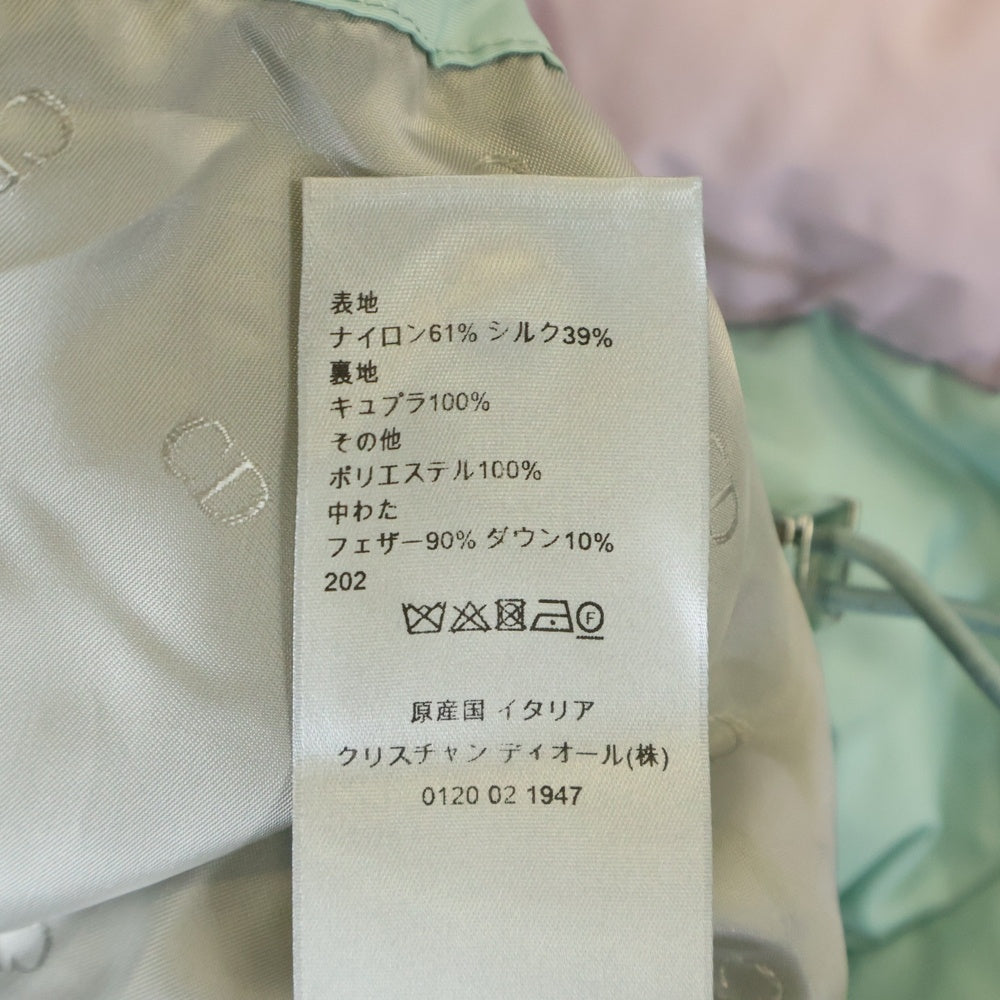 表地
ナイロン61% シルク39%
裏地
キュプラ100%
その他
ポリエステル100%
中わた
フェザー90% ダウン10%
202
F
原産国 イタリア
クリスチャン ディオール(株)
0120 02 1947
CD
CD
CD